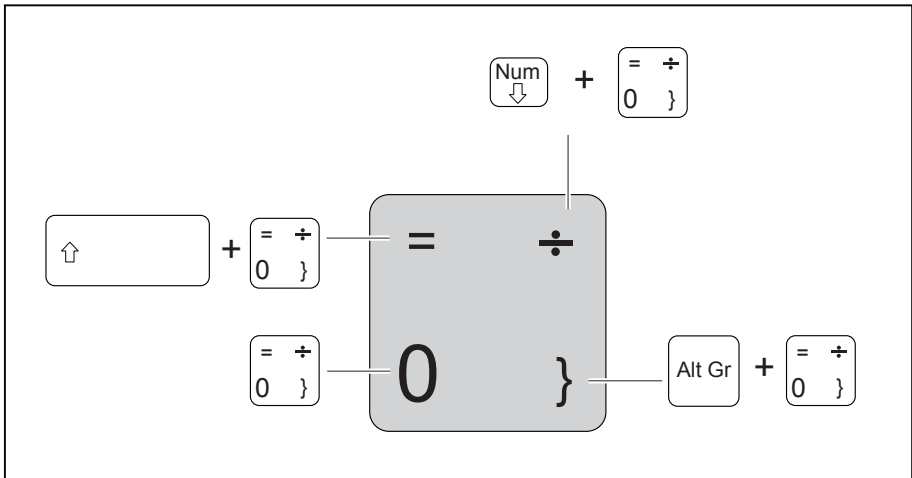 Num
⇩ + = ÷
0 }
⇧ + = ÷
0 }
= ÷
0 }
= ÷
0 }
Alt Gr + = ÷
0 }